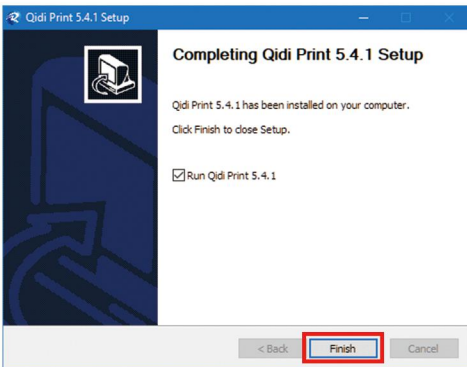 Qidi Print 5.4.1 Setup
Completing Qidi Print 5.4.1 Setup
Qidi Print 5.4.1 has been installed on your computer.
Click Finish to close Setup.
Run Qidi Print 5.4.1
< Back Finish Cancel